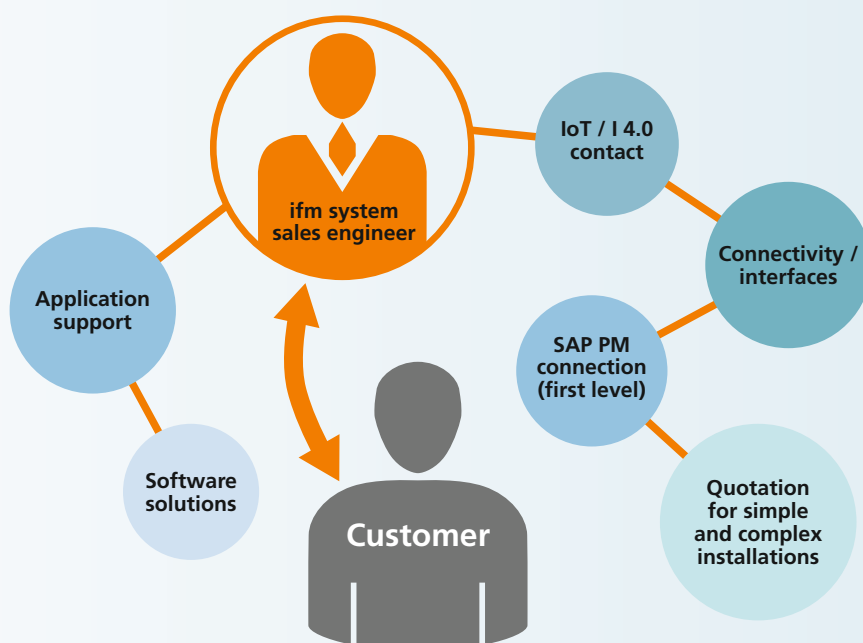 ifm system
sales engineer
IoT / I 4.0
contact
Connectivity /
interfaces
Application
support
SAP PM
connection
(first level)
Software
solutions
Quotation
for simple
and complex
installations
Customer